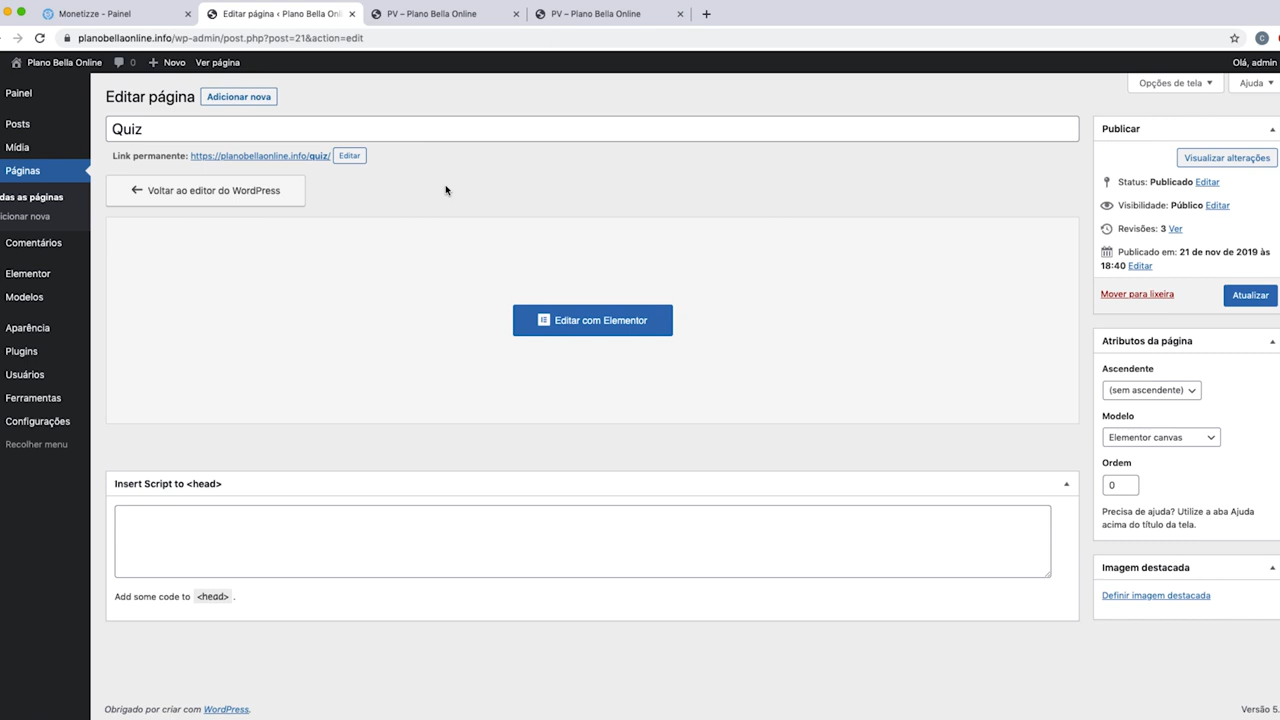 Monetizze - Painel
Editar página ‹ Plano Bella Onl
PV – Plano Bella Online
PV – Plano Bella Online
planobellaonline.info/wp-admin/post.php?post=21&action=edit
C
Plano Bella Online
0
Novo
Ver página
Olá, admin
Painel
Posts
Mídia
Páginas
das as páginas
dicionar nova
Comentários
Elementor
Modelos
Aparência
Plugins
Usuários
Ferramentas
Configurações
Recolher menu
Opções de tela
Ajuda
Editar página
Adicionar nova
Quiz
Link permanente: https://planobellaonline.info/quiz/ Editar
Voltar ao editor do WordPress
Editar com Elementor
Insert Script to <head>
Add some code to <head> .
Obrigado por criar com WordPress.
Publicar
Visualizar alterações
Status: Publicado Editar
Visibilidade: Público Editar
Revisões: 3 Ver
Publicado em: 21 de nov de 2019 às
18:40 Editar
Mover para lixeira
Atualizar
Atributos da página
Ascendente
(sem ascendente)
Modelo
Elementor canvas
Ordem
0
Precisa de ajuda? Utilize a aba Ajuda
acima do título da tela.
Imagem destacada
Definir imagem destacada
Versão 5.